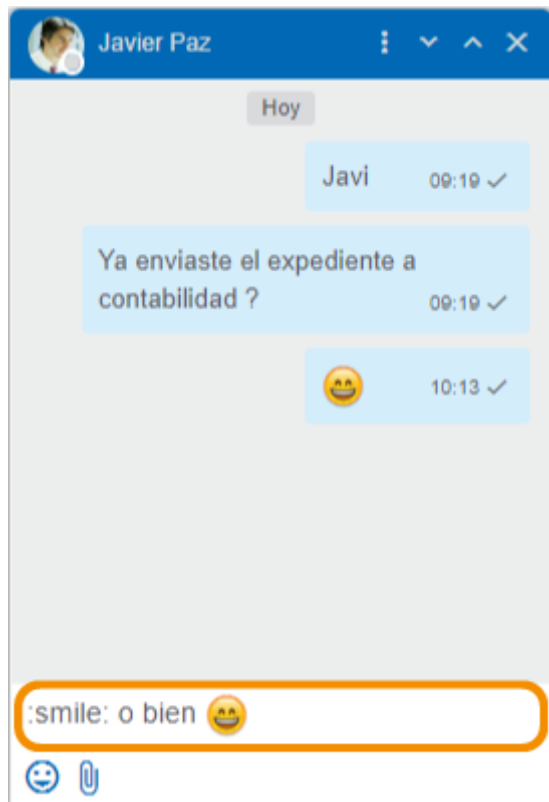 Javier Paz
Hoy
Javi 09:19
Ya enviaste el expediente a
contabilidad ? 09:19
😄 10:13
:smile: o bien 😄